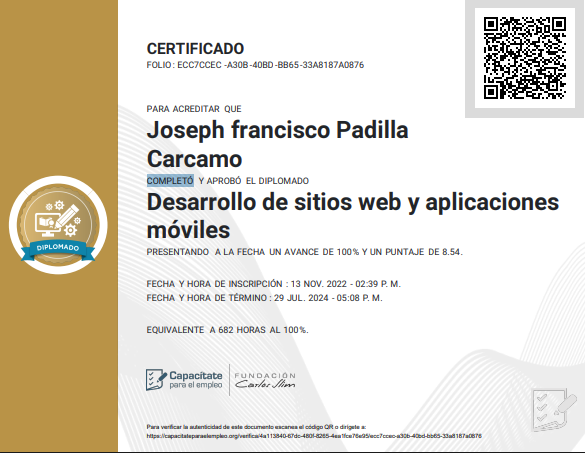 CERTIFICADO
FOLIO: ECC7CCEC -A30B -40BD -BB65 -33A8187A0876
PARA ACREDITAR QUE
Joseph francisco Padilla
Carcamo
COMPLETÓ Y APROBÓ EL DIPLOMADO
Desarrollo de sitios web y aplicaciones
móviles
PRESENTANDO A LA FECHA UN AVANCE DE 100% Y UN PUNTAJE DE 8.54.
DIPLOMADO
FECHA Y HORA DE INSCRIPCIÓN : 13 NOV. 2022 - 02:39 P. M.
FECHA Y HORA DE TÉRMINO : 29 JUL. 2024 - 05:08 P. M.
EQUIVALENTE A 682 HORAS AL 100%.
Capacítate
para el empleo
FUNDACIÓN
Carlos Slim
Para verificar la autenticidad de este documento escanea el código QR o dirígete a:
https://capacitateparaelempleo.org/verifica/4a113840-67dc-480f-8265-4ea1fce76e95/ecc7ccec-a30b-40bd-bb65-33a8187a0876